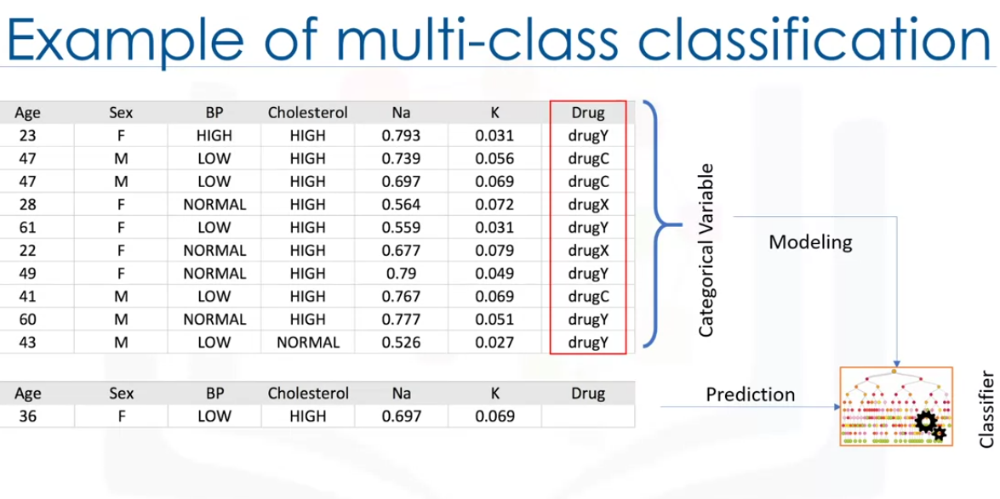 Example of multi-class classification
Age Sex BP Cholesterol Na K Drug
23 F HIGH HIGH 0.793 0.031 drugY
47 M LOW HIGH 0.739 0.056 drugC
47 M LOW HIGH 0.697 0.069 drugC
28 F NORMAL HIGH 0.564 0.072 drugX
61 F LOW HIGH 0.559 0.031 drugY
22 F NORMAL HIGH 0.677 0.079 drugX
49 F NORMAL HIGH 0.79 0.049 drugY
41 M LOW HIGH 0.767 0.069 drugC
60 M NORMAL HIGH 0.777 0.051 drugY
43 M LOW NORMAL 0.526 0.027 drugY
Categorical Variable
Modeling
Age Sex BP Cholesterol Na K Drug
36 F LOW HIGH 0.697 0.069
Prediction
Classifier